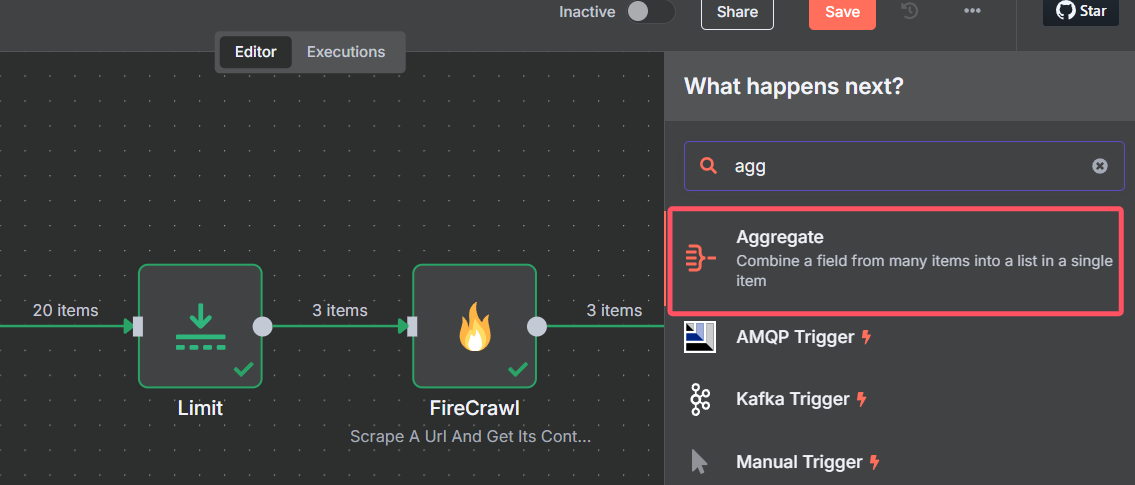 Inactive
Share
Save
Star
Editor
Executions
What happens next?
agg
Aggregate
Combine a field from many items into a list in a single
item
AMQP Trigger
Kafka Trigger
Manual Trigger
20 items
3 items
3 items
Limit
FireCrawl
Scrape A Url And Get Its Cont...